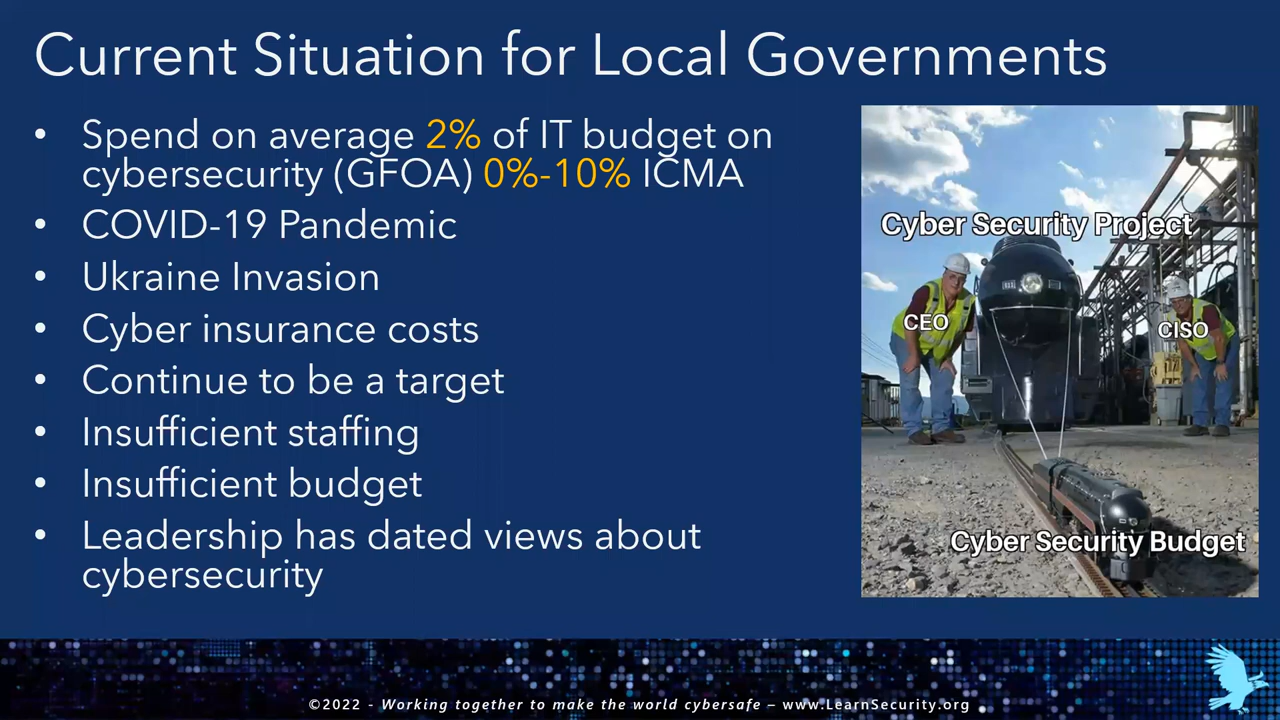 Current Situation for Local Governments
• Spend on average 2% of IT budget on
cybersecurity (GFOA) 0%-10% ICMA
• COVID-19 Pandemic
• Ukraine Invasion
• Cyber insurance costs
• Continue to be a target
• Insufficient staffing
• Insufficient budget
• Leadership has dated views about
cybersecurity
Cyber Security Project
CEO
CISO
Cyber Security Budget
©2022 - Working together to make the world cybersafe – www.LearnSecurity.org